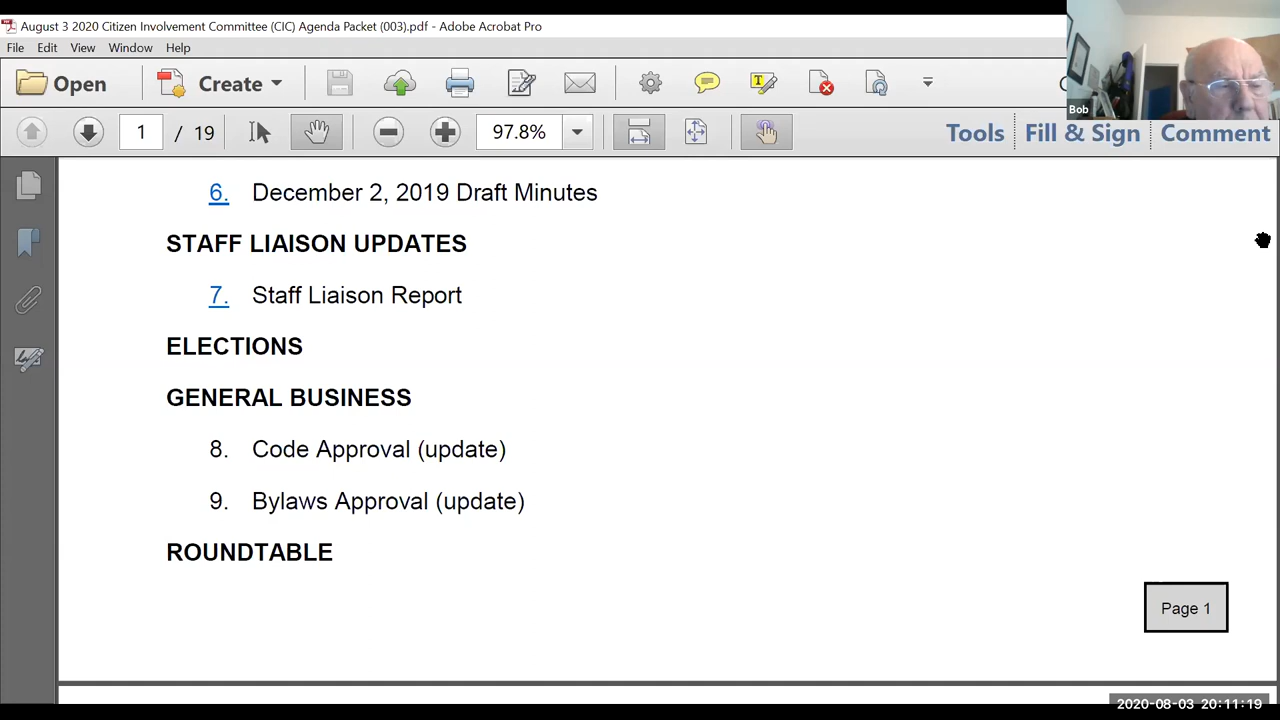 August 3 2020 Citizen Involvement Committee (CIC) Agenda Packet (003).pdf - Adobe Acrobat Pro
File Edit View Window Help
Open Create
Bob
1 / 19 97.8% Tools Fill & Sign Comment
6. December 2, 2019 Draft Minutes
STAFF LIAISON UPDATES
7. Staff Liaison Report
ELECTIONS
GENERAL BUSINESS
8. Code Approval (update)
9. Bylaws Approval (update)
ROUNDTABLE
Page 1
2020-08-03 20:11:19